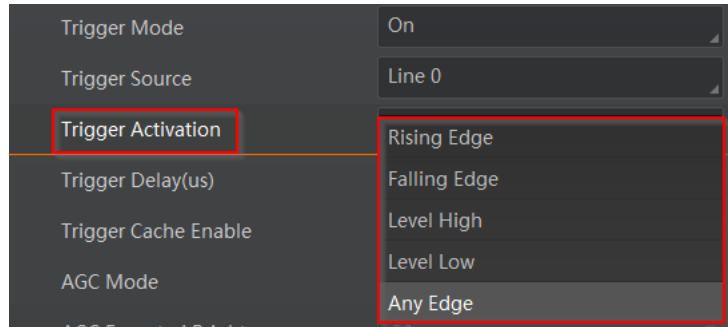 Trigger Mode On
Trigger Source Line 0
Trigger Activation
Rising Edge
Trigger Delay(us) Falling Edge
Trigger Cache Enable Level High
Level Low
AGC Mode
Any Edge